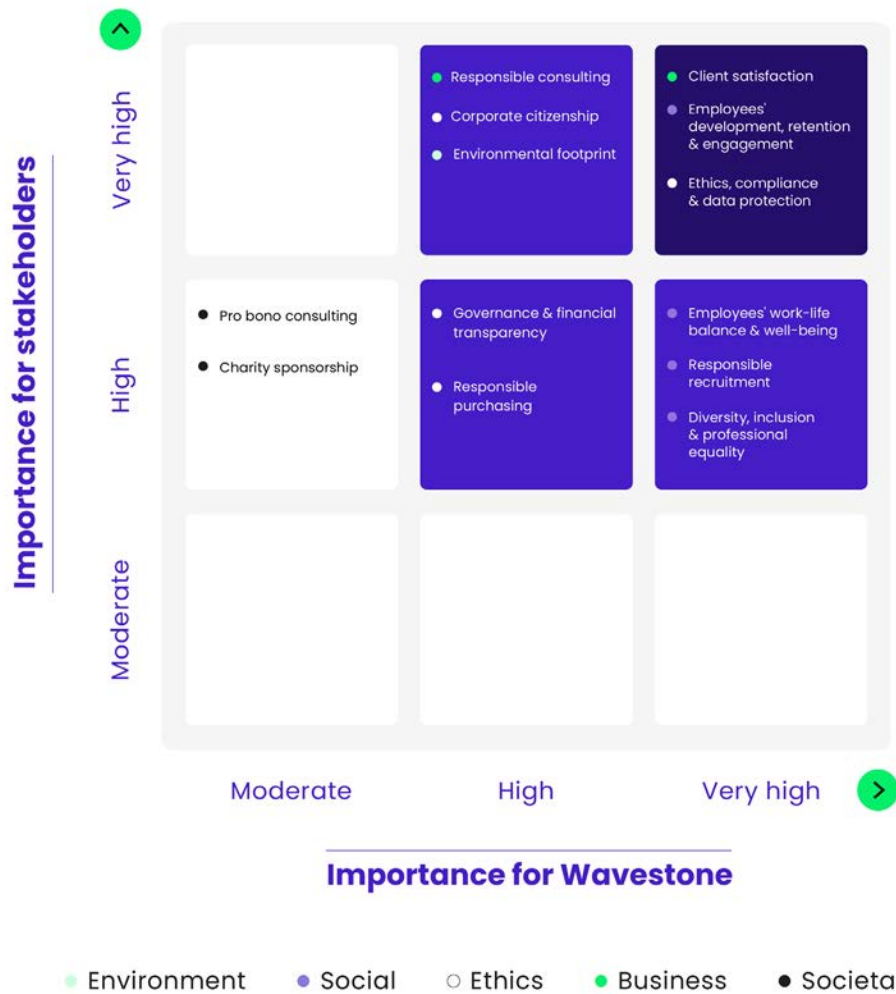 Importance for stakeholders
Very high
Responsible consulting
Corporate citizenship
Environmental footprint
Client satisfaction
Employees'
development, retention
& engagement
Ethics, compliance
& data protection
High
Pro bono consulting
Charity sponsorship
Governance & financial
transparency
Responsible
purchasing
Employees' work-life
balance & well-being
Responsible
recruitment
Diversity, inclusion
& professional
equality
Moderate
Moderate High Very high
Importance for Wavestone
Environment Social Ethics Business Societa